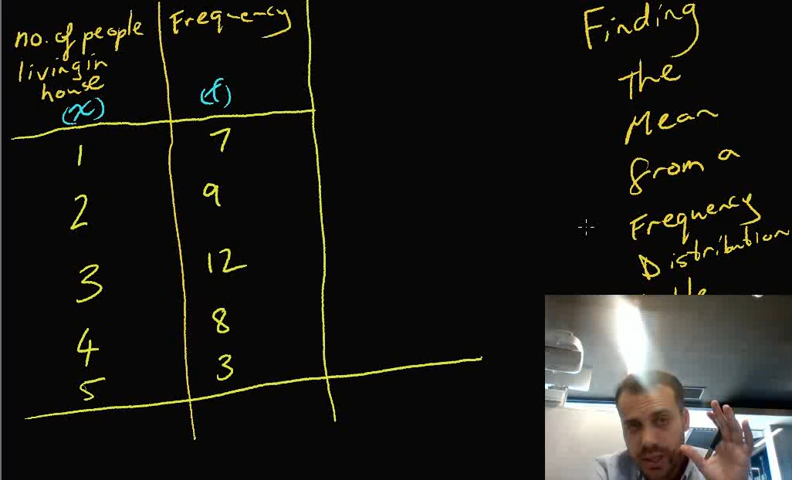 no. of people
living in
house
(x)
Frequency
(f)
1 7
2 9
3 12
4 8
5 3
Finding
the
Mean
from a
Frequency
Distribution